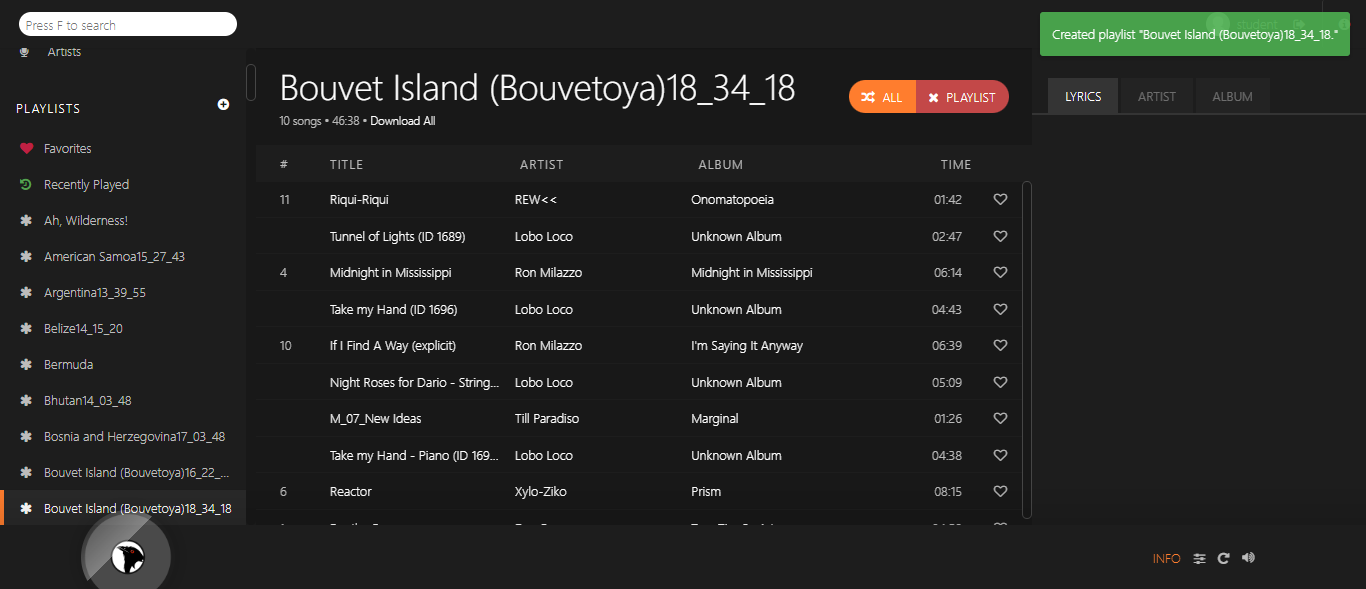 Press F to search
student
Created playlist "Bouvet Island (Bouvetoya)18_34_18."
Artists
PLAYLISTS
Favorites
Recently Played
Ah, Wilderness!
American Samoa15_27_43
Argentina13_39_55
Belize14_15_20
Bermuda
Bhutan14_03_48
Bosnia and Herzegovina17_03_48
Bouvet Island (Bouvetoya)16_22_...
Bouvet Island (Bouvetoya)18_34_18
Bouvet Island (Bouvetoya)18_34_18
10 songs • 46:38 • Download All
ALL PLAYLIST
# TITLE ARTIST ALBUM TIME
11 Riqui-Riqui REW<< Onomatopoeia 01:42
Tunnel of Lights (ID 1689) Lobo Loco Unknown Album 02:47
4 Midnight in Mississippi Ron Milazzo Midnight in Mississippi 06:14
Take my Hand (ID 1696) Lobo Loco Unknown Album 04:43
10 If I Find A Way (explicit) Ron Milazzo I'm Saying It Anyway 06:39
Night Roses for Dario - String... Lobo Loco Unknown Album 05:09
M_07_New Ideas Till Paradiso Marginal 01:26
Take my Hand - Piano (ID 169... Lobo Loco Unknown Album 04:38
6 Reactor Xylo-Ziko Prism 08:15
LYRICS ARTIST ALBUM
INFO